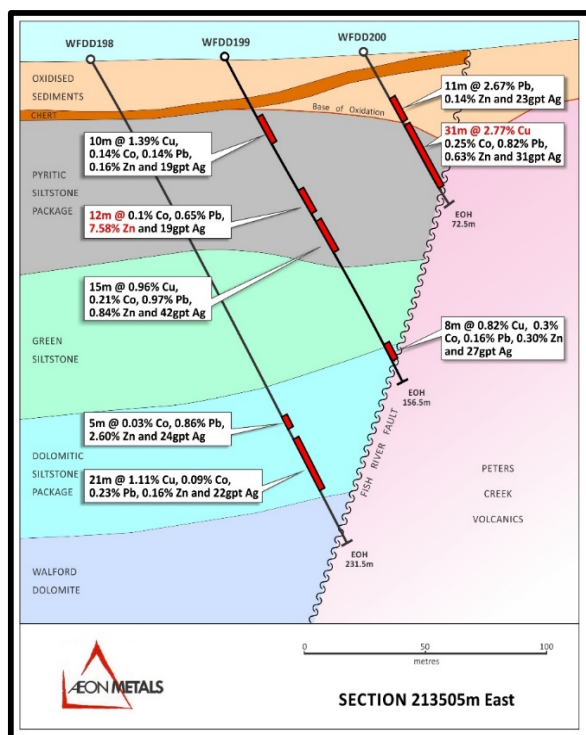 WFDD198
WFDD199
WFDD200
OXIDISED
SEDIMENTS
CHERT
Base of Oxidation
11m @ 2.67% Pb,
0.14% Zn and 23gpt Ag
31m @ 2.77% Cu
0.25% Co, 0.82% Pb,
0.63% Zn and 31gpt Ag
10m @ 1.39% Cu,
0.14% Co, 0.14% Pb,
0.16% Zn and 19gpt Ag
PYRITIC
SILTSTONE
PACKAGE
12m @ 0.1% Co, 0.65% Pb,
7.58% Zn and 19gpt Ag
EOH
72.5m
15m @ 0.96% Cu,
0.21% Co, 0.97% Pb,
0.84% Zn and 42gpt Ag
GREEN
SILTSTONE
8m @ 0.82% Cu, 0.3%
Co, 0.16% Pb, 0.30% Zn
and 27gpt Ag
EOH
156.5m
5m @ 0.03% Co, 0.86% Pb,
2.60% Zn and 24gpt Ag
DOLOMITIC
SILTSTONE
PACKAGE
21m @ 1.11% Cu, 0.09% Co,
0.23% Pb, 0.16% Zn and 22gpt Ag
FISH RIVER FAULT
PETERS
CREEK
VOLCANICS
EOH
231.5m
WALFORD
DOLOMITE
0 50 100
metres
ÆON METALS
SECTION 213505m East